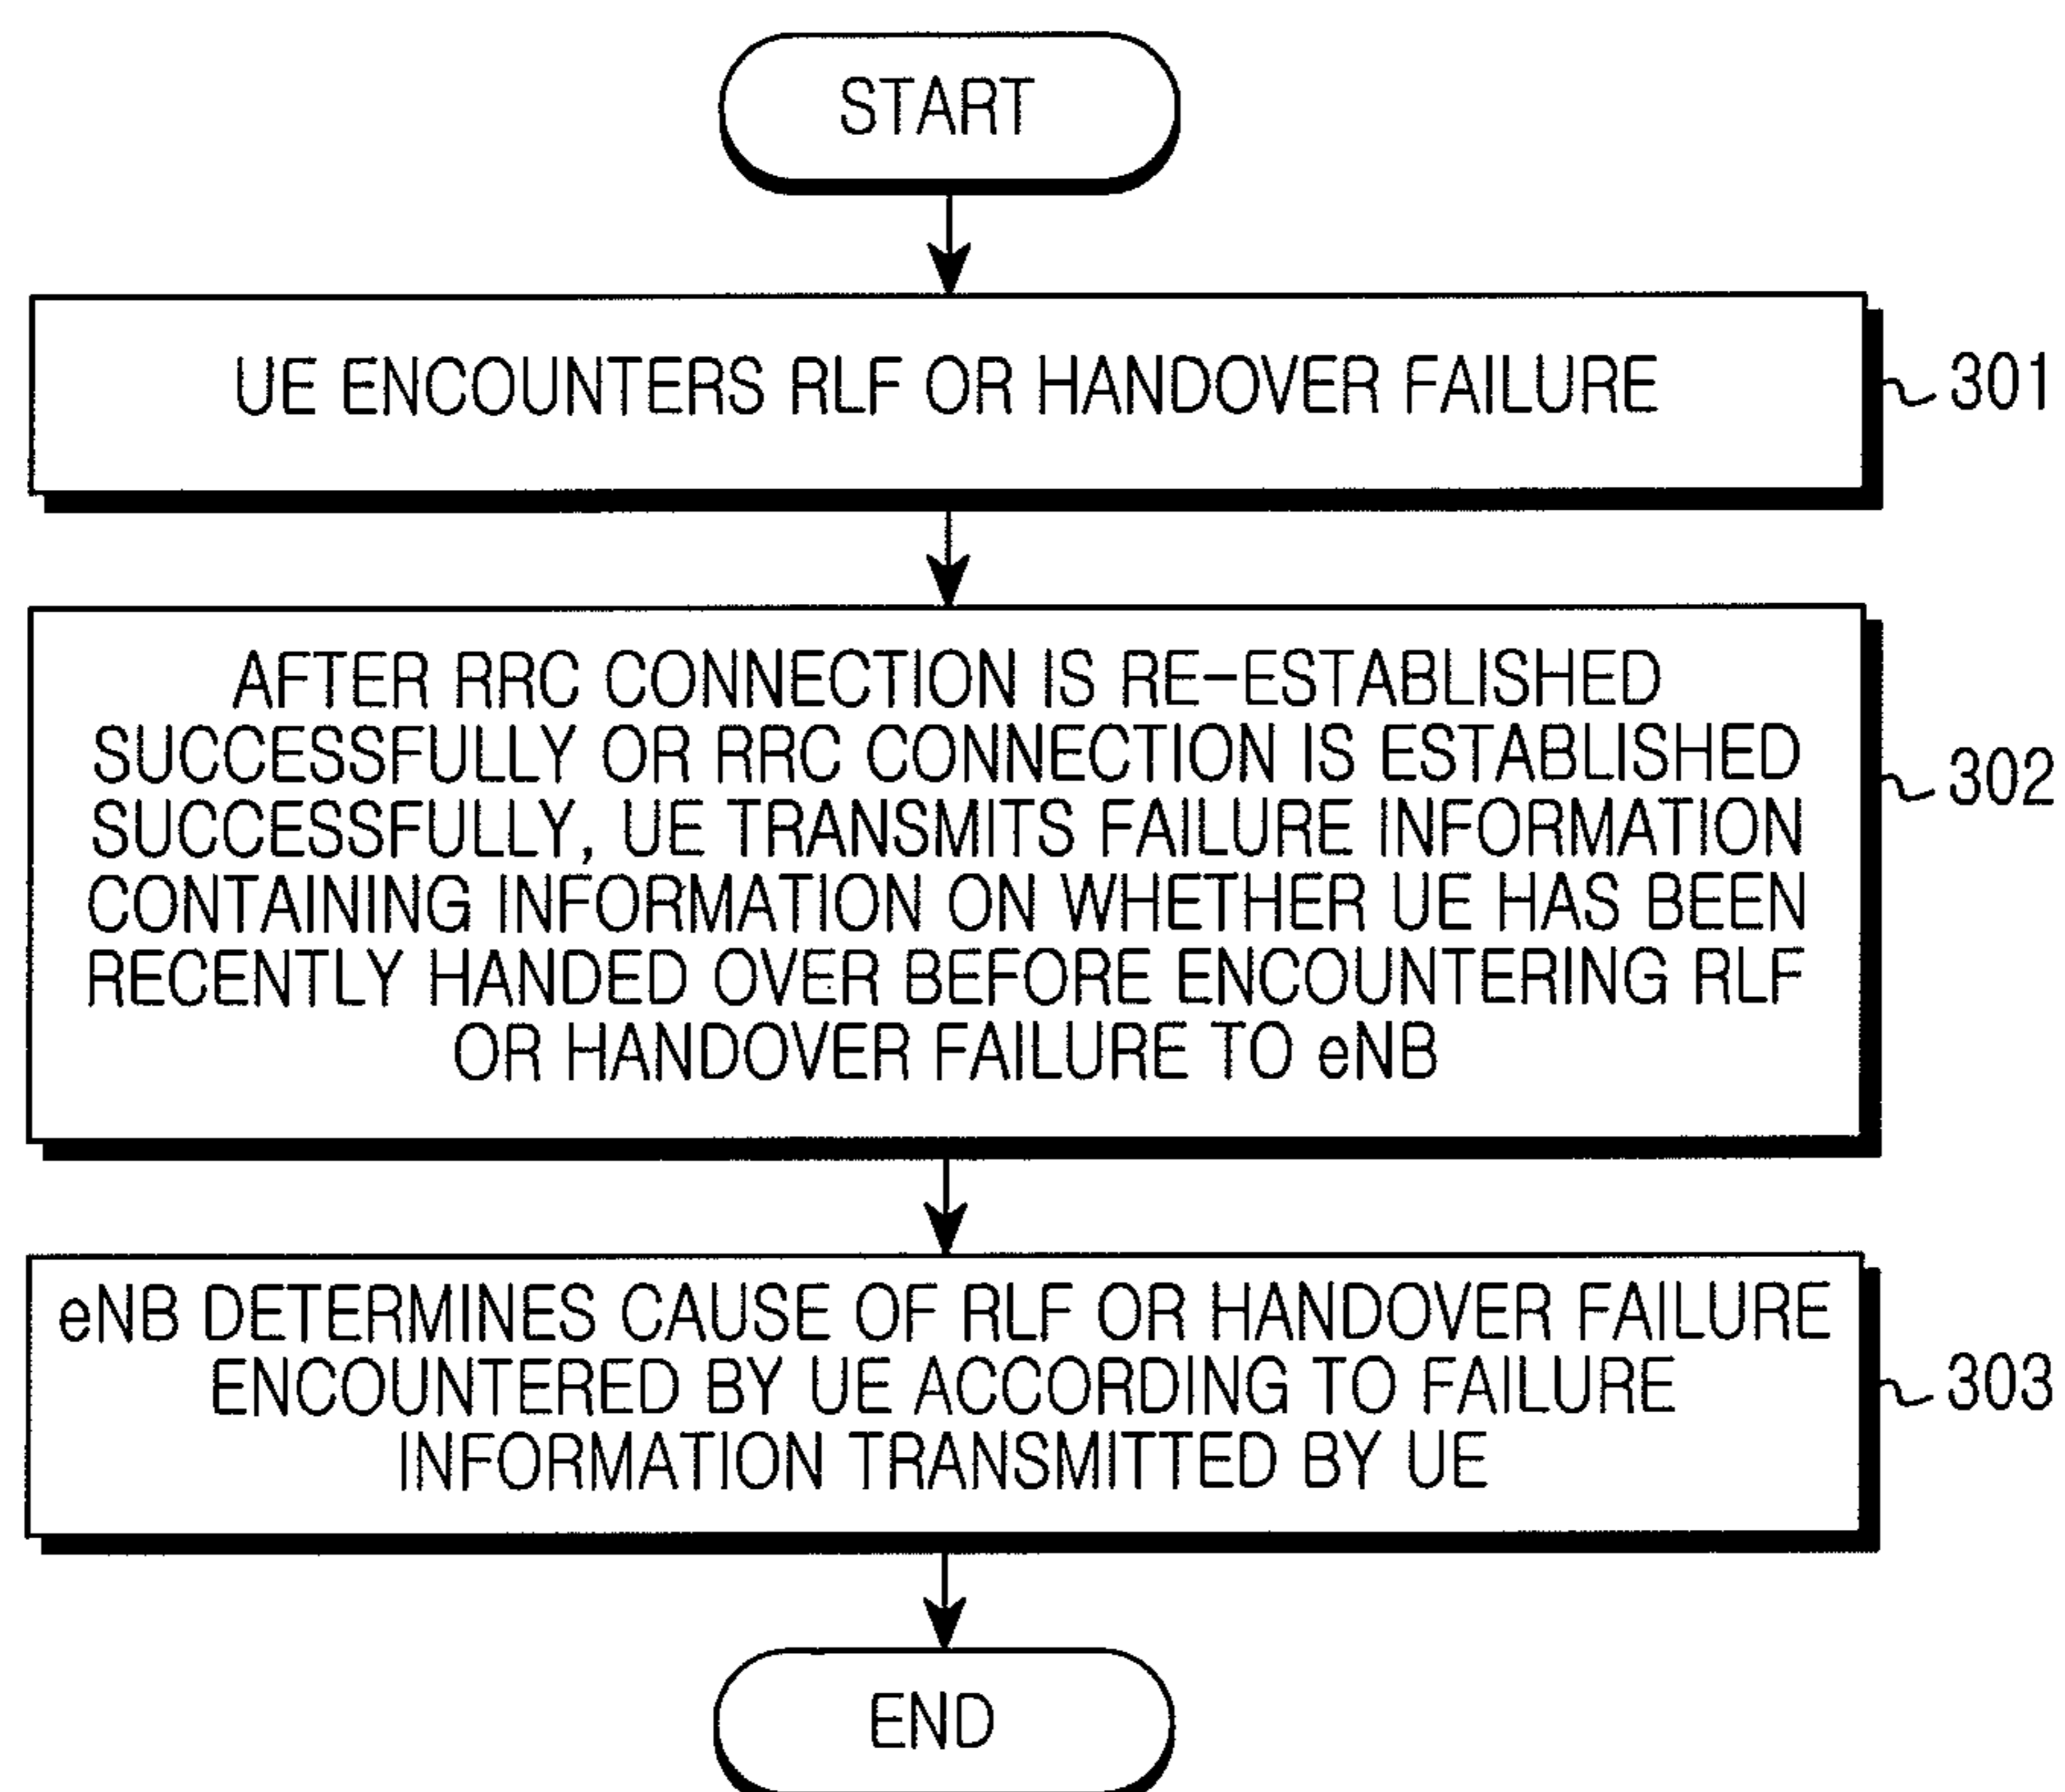 START
UE ENCOUNTERS RLF OR HANDOVER FAILURE
301
AFTER RRC CONNECTION IS RE-ESTABLISHED
SUCCESSFULLY OR RRC CONNECTION IS ESTABLISHED
SUCCESSFULLY, UE TRANSMITS FAILURE INFORMATION
CONTAINING INFORMATION ON WHETHER UE HAS BEEN
RECENTLY HANDED OVER BEFORE ENCOUNTERING RLF
OR HANDOVER FAILURE TO eNB
302
eNB DETERMINES CAUSE OF RLF OR HANDOVER FAILURE
ENCOUNTERED BY UE ACCORDING TO FAILURE
INFORMATION TRANSMITTED BY UE
303
END